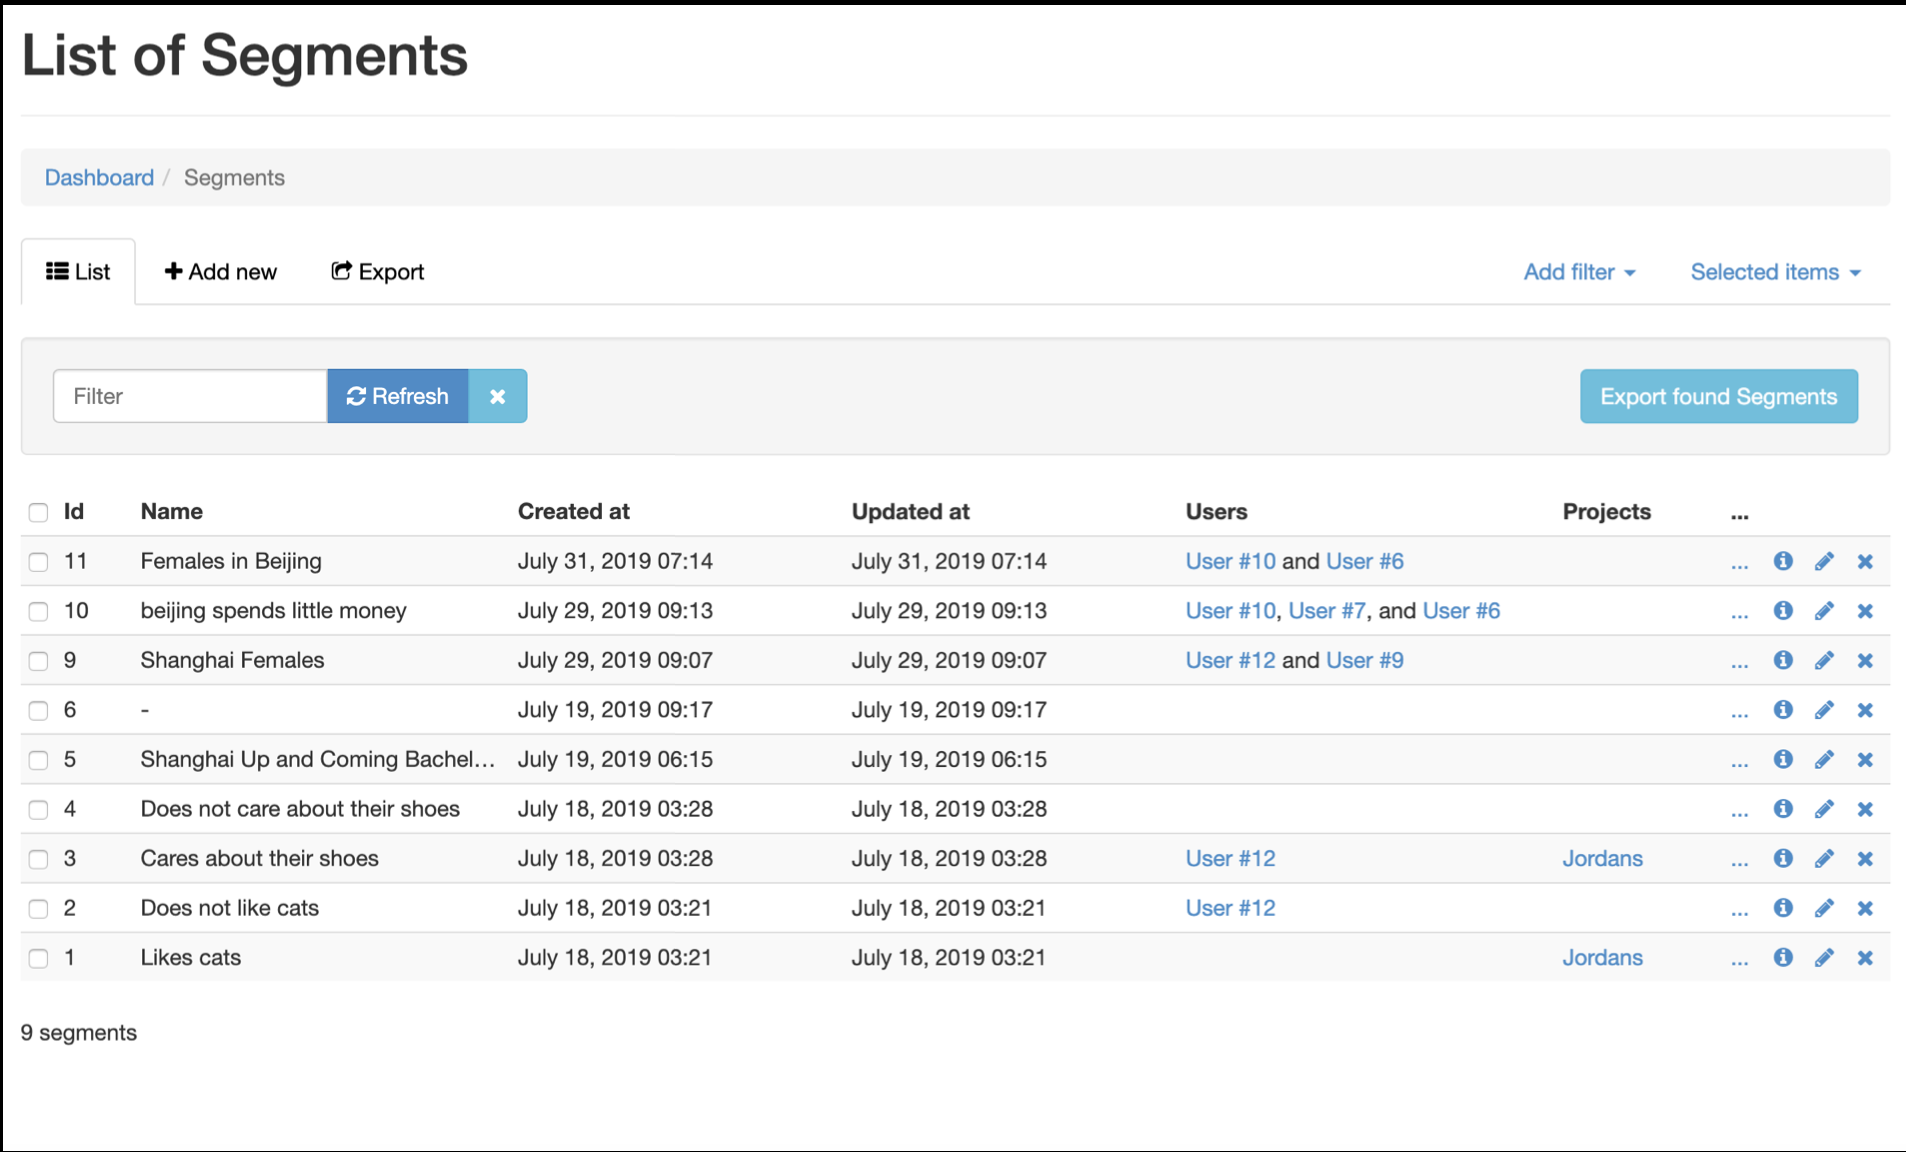 List of Segments
Dashboard / Segments
List Add new Export Add filter Selected items
Filter Refresh Export found Segments
Id Name Created at Updated at Users Projects ...
11 Females in Beijing July 31, 2019 07:14 July 31, 2019 07:14 User #10 and User #6 ...
10 beijing spends little money July 29, 2019 09:13 July 29, 2019 09:13 User #10, User #7, and User #6 ...
9 Shanghai Females July 29, 2019 09:07 July 29, 2019 09:07 User #12 and User #9 ...
6 - July 19, 2019 09:17 July 19, 2019 09:17 ...
5 Shanghai Up and Coming Bachel... July 19, 2019 06:15 July 19, 2019 06:15 ...
4 Does not care about their shoes July 18, 2019 03:28 July 18, 2019 03:28 ...
3 Cares about their shoes July 18, 2019 03:28 July 18, 2019 03:28 User #12 Jordans ...
2 Does not like cats July 18, 2019 03:21 July 18, 2019 03:21 User #12 ...
1 Likes cats July 18, 2019 03:21 July 18, 2019 03:21 Jordans ...
9 segments